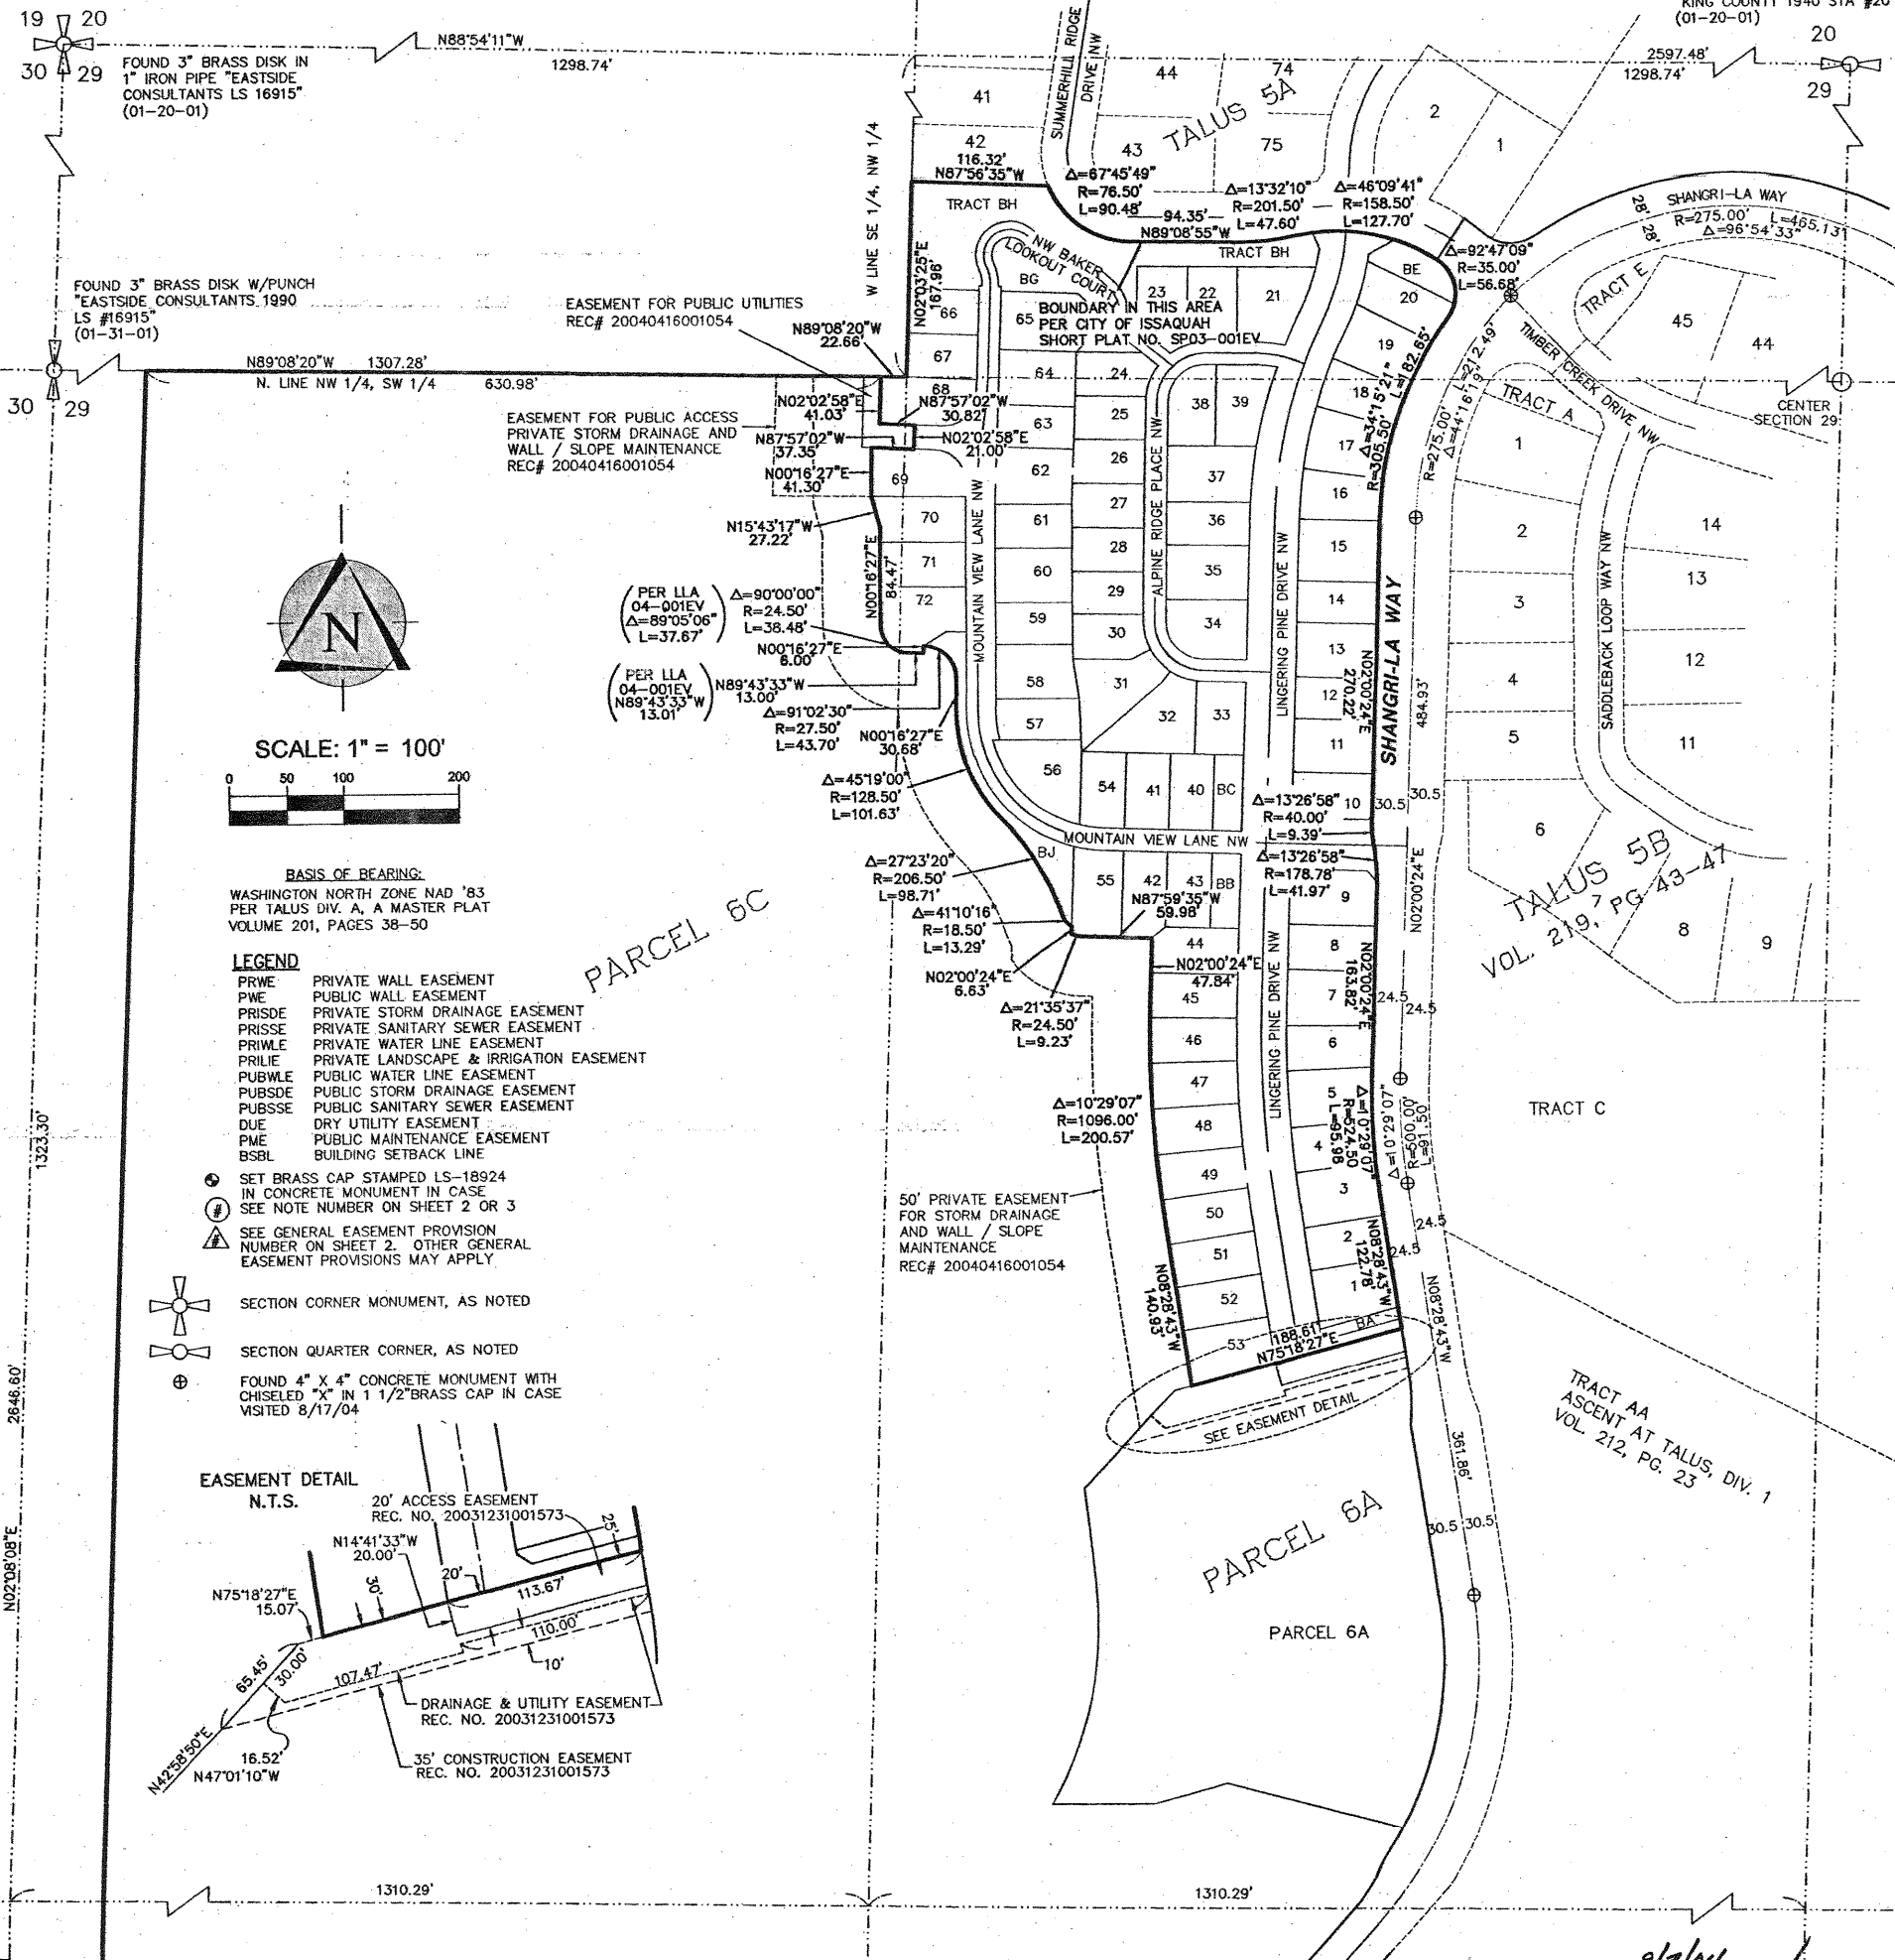 19 20
30 29
FOUND 3" BRASS DISK IN
1" IRON PIPE "EASTSIDE
CONSULTANTS LS 16915"
(01-20-01)
N88°54'11"W
1298.74'
2597.48'
1298.74'
(01-20-01)
20
29
FOUND 3" BRASS DISK W/PUNCH
"EASTSIDE CONSULTANTS 1990
LS #16915"
(01-31-01)
30 29
N89°08'20"W 1307.28'
N. LINE NW 1/4, SW 1/4
630.98'
EASEMENT FOR PUBLIC UTILITIES
REC# 20040416001054
N89°08'20"W
22.66'
W LINE SE 1/4, NW 1/4
N02°03'25"E
167.96'
EASEMENT FOR PUBLIC ACCESS
PRIVATE STORM DRAINAGE AND
WALL / SLOPE MAINTENANCE
REC# 20040416001054
N02°02'58"E
41.03'
N87°57'02"W
30.82'
N87°57'02"W
37.35'
N02°02'58"E
21.00'
N00°16'27"E
41.30'
N15°43'17"W
27.22'
N00°16'27"E
84.47'
PER LLA
04-001EV
Δ=89°05'06"
L=37.67'
Δ=90°00'00"
R=24.50'
L=38.48'
N00°16'27"E
6.00'
PER LLA
04-001EV
N89°43'33"W
13.01'
N89°43'33"W
13.00'
Δ=91°02'30"
R=27.50'
L=43.70'
N00°16'27"E
30.68'
Δ=45°19'00"
R=128.50'
L=101.63'
Δ=27°23'20"
R=206.50'
L=98.71'
Δ=41°10'16"
R=18.50'
L=13.29'
N02°00'24"E
6.63'
Δ=21°35'37"
R=24.50'
L=9.23'
N87°59'35"W
59.98'
N02°00'24"E
47.84'
Δ=10°29'07"
R=1096.00'
L=200.57'
N08°28'43"W
140.93'
50' PRIVATE EASEMENT
FOR STORM DRAINAGE
AND WALL / SLOPE
MAINTENANCE
REC# 20040416001054
188.61'
N75°18'27"E
SEE EASEMENT DETAIL
SUMMERHILL RIDGE
DRIVE NW
TALUS 5A
41
42
44
74
43
75
2
1
116.32'
N87°56'35"W
TRACT BH
Δ=67°45'49"
R=76.50'
L=90.48'
94.35'
N89°08'55"W
Δ=13°32'10"
R=201.50'
L=47.60'
Δ=46°09'41"
R=158.50'
L=127.70'
TRACT BH
Δ=92°47'09"
R=35.00'
L=56.68'
SHANGRI-LA WAY
R=275.00' L=465.13'
Δ=96°54'33"
28' 28'
NW BAKER
LOOKOUT COURT
BG
BOUNDARY IN THIS AREA
PER CITY OF ISSAQUAH
SHORT PLAT NO. SP03-001EV
23
22
21
BE
20
19
18
17
16
15
14
13
12
11
10
9
8
7
6
5
4
3
2
1
BA
66
67
68
69
70
71
72
65
64
63
62
61
60
59
58
57
56
24
25
26
27
28
29
30
31
32
33
34
35
36
37
38
39
54
41
40
BC
55
42
43
BB
BJ
44
45
46
47
48
49
50
51
52
53
MOUNTAIN VIEW LANE NW
ALPINE RIDGE PLACE NW
LINGERING PINE DRIVE NW
MOUNTAIN VIEW LANE NW
LINGERING PINE DRIVE NW
Δ=34°15'21"
R=305.50'
L=182.65'
N02°00'24"E
270.22'
Δ=13°26'58"
R=40.00'
L=9.39'
Δ=13°26'58"
R=178.78'
L=41.97'
N02°00'24"E
163.82'
Δ=10°29'07"
R=524.50
L=95.98
N08°28'43"W
122.78'
SHANGRI-LA WAY
R=275.00'
Δ=44°16'19"
L=212.49'
484.93'
30.5 30.5
N02°00'24"E
24.5
24.5
Δ=10°29'07"
R=500.00'
L=91.50'
24.5
24.5
N08°28'43"W
361.86'
30.5 30.5
TRACT E
45
44
TIMBER CREEK DRIVE NW
CENTER
SECTION 29
TRACT A
1
2
3
4
5
6
7
8
9
SADDLEBACK LOOP WAY NW
14
13
12
11
TALUS 5B
VOL. 219, PG 43-47
TRACT C
TRACT AA
ASCENT AT TALUS, DIV. 1
VOL. 212, PG. 23
PARCEL 6C
PARCEL 6A
PARCEL 6A
N
SCALE: 1" = 100'
0 50 100 200
BASIS OF BEARING:
WASHINGTON NORTH ZONE NAD '83
PER TALUS DIV. A, A MASTER PLAT
VOLUME 201, PAGES 38-50
LEGEND
PRWE PRIVATE WALL EASEMENT
PWE PUBLIC WALL EASEMENT
PRISDE PRIVATE STORM DRAINAGE EASEMENT
PRISSE PRIVATE SANITARY SEWER EASEMENT
PRIWLE PRIVATE WATER LINE EASEMENT
PRILIE PRIVATE LANDSCAPE & IRRIGATION EASEMENT
PUBWLE PUBLIC WATER LINE EASEMENT
PUBSDE PUBLIC STORM DRAINAGE EASEMENT
PUBSSE PUBLIC SANITARY SEWER EASEMENT
DUE DRY UTILITY EASEMENT
PME PUBLIC MAINTENANCE EASEMENT
BSBL BUILDING SETBACK LINE
SET BRASS CAP STAMPED LS-18924
IN CONCRETE MONUMENT IN CASE
# SEE NOTE NUMBER ON SHEET 2 OR 3
# SEE GENERAL EASEMENT PROVISION
NUMBER ON SHEET 2. OTHER GENERAL
EASEMENT PROVISIONS MAY APPLY
SECTION CORNER MONUMENT, AS NOTED
SECTION QUARTER CORNER, AS NOTED
FOUND 4" X 4" CONCRETE MONUMENT WITH
CHISELED "X" IN 1 1/2"BRASS CAP IN CASE
VISITED 8/17/04
1323.30'
2646.60'
N02°08'08"E
EASEMENT DETAIL
N.T.S.
20' ACCESS EASEMENT
REC. NO. 20031231001573
N14°41'33"W
20.00'
25'
20'
30'
113.67'
N75°18'27"E
15.07'
65.45'
30.00'
110.00'
107.47'
10'
DRAINAGE & UTILITY EASEMENT
REC. NO. 20031231001573
16.52'
N47°01'10"W
N42°58'50"E
35' CONSTRUCTION EASEMENT
REC. NO. 20031231001573
1310.29'
1310.29'